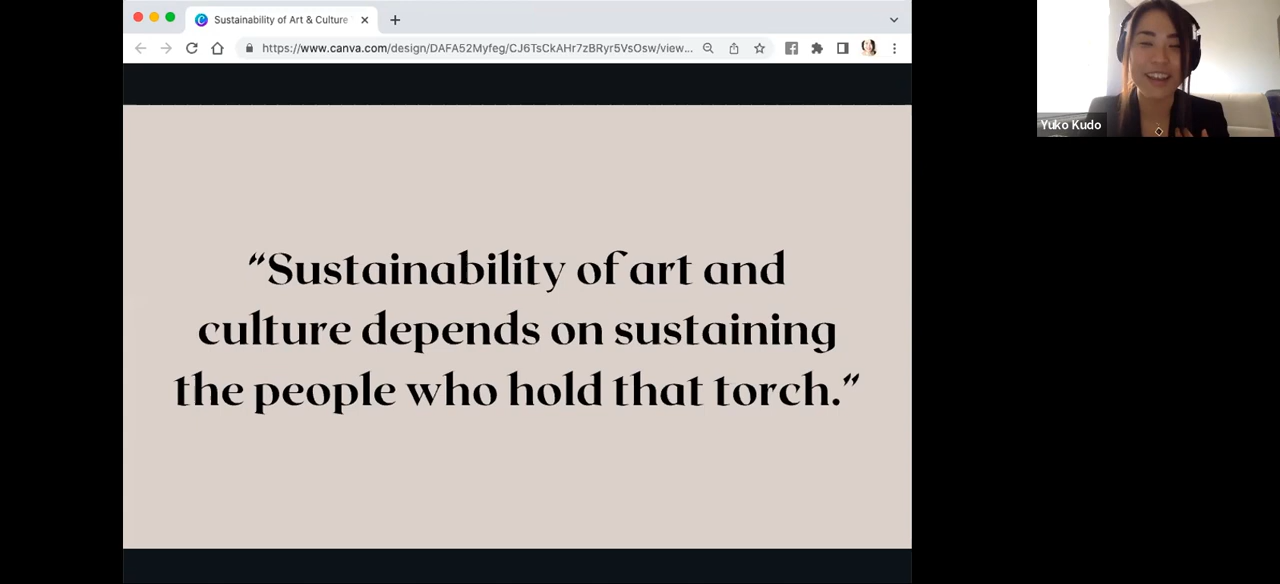 Sustainability of Art & Culture
https://www.canva.com/design/DAFA52Myfeg/CJ6TsCkAHr7zBRyr5VsOsw/view...
Yuko Kudo
“Sustainability of art and
culture depends on sustaining
the people who hold that torch.”